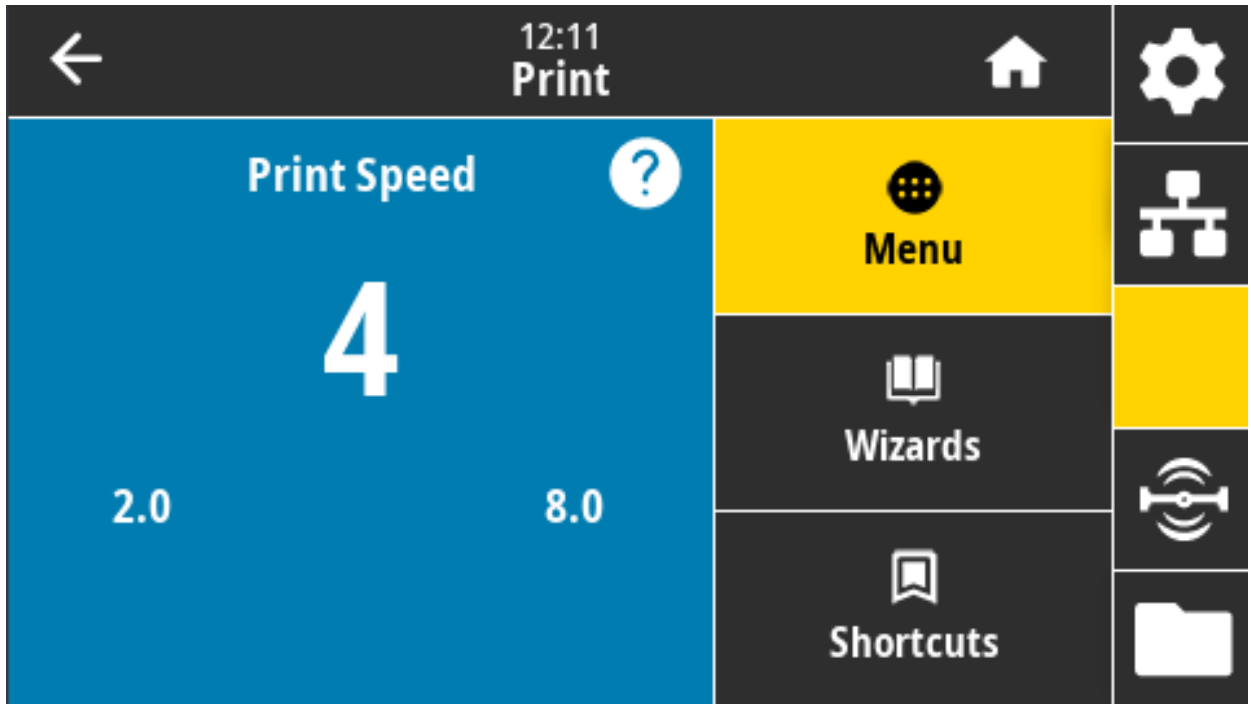 12:11
Print
Print Speed
?
4
2.0
8.0
Menu
Wizards
Shortcuts